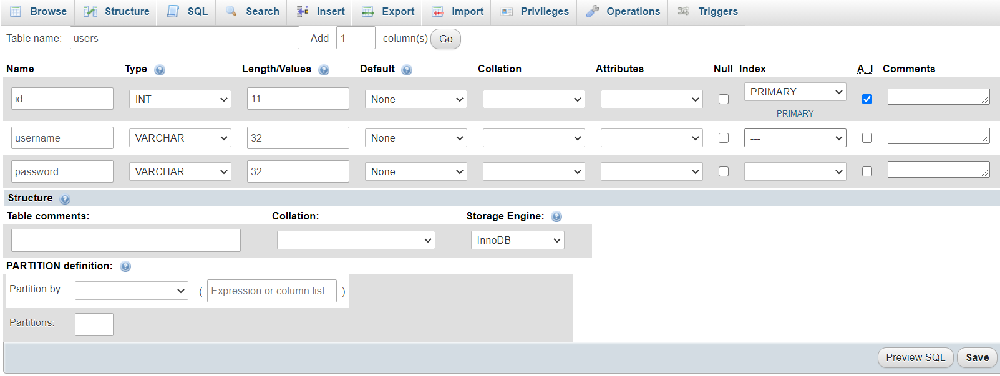 Browse Structure SQL Search Insert Export Import Privileges Operations Triggers
Table name: users Add 1 column(s) Go
Name Type Length/Values Default Collation Attributes Null Index A_I Comments
id INT 11 None PRIMARY
PRIMARY
username VARCHAR 32 None ---
password VARCHAR 32 None ---
Structure
Table comments: Collation: Storage Engine:
InnoDB
PARTITION definition:
Partition by: ( Expression or column list )
Partitions:
Preview SQL Save